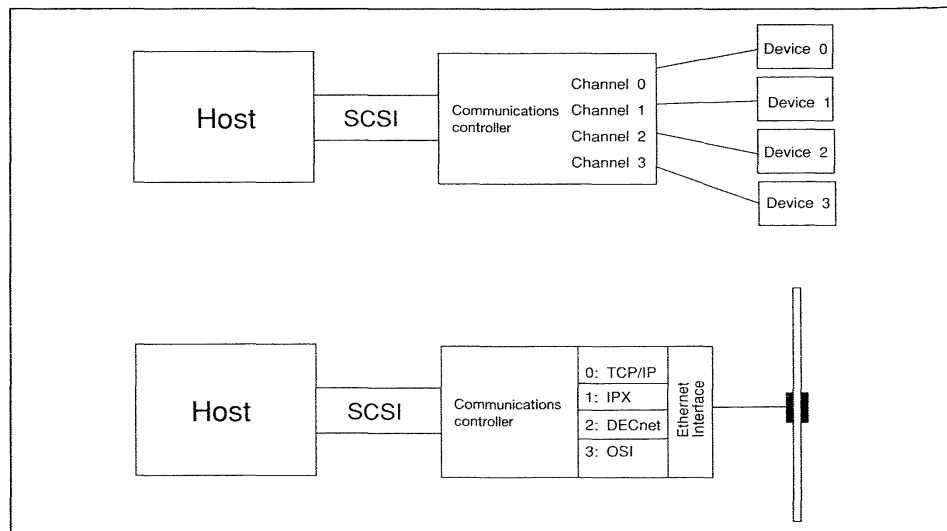 Host
SCSI
Communications
controller
Channel 0
Channel 1
Channel 2
Channel 3
Device 0
Device 1
Device 2
Device 3
Host
SCSI
Communications
controller
0: TCP/IP
1: IPX
2: DECnet
3: OSI
Ethernet
Interface